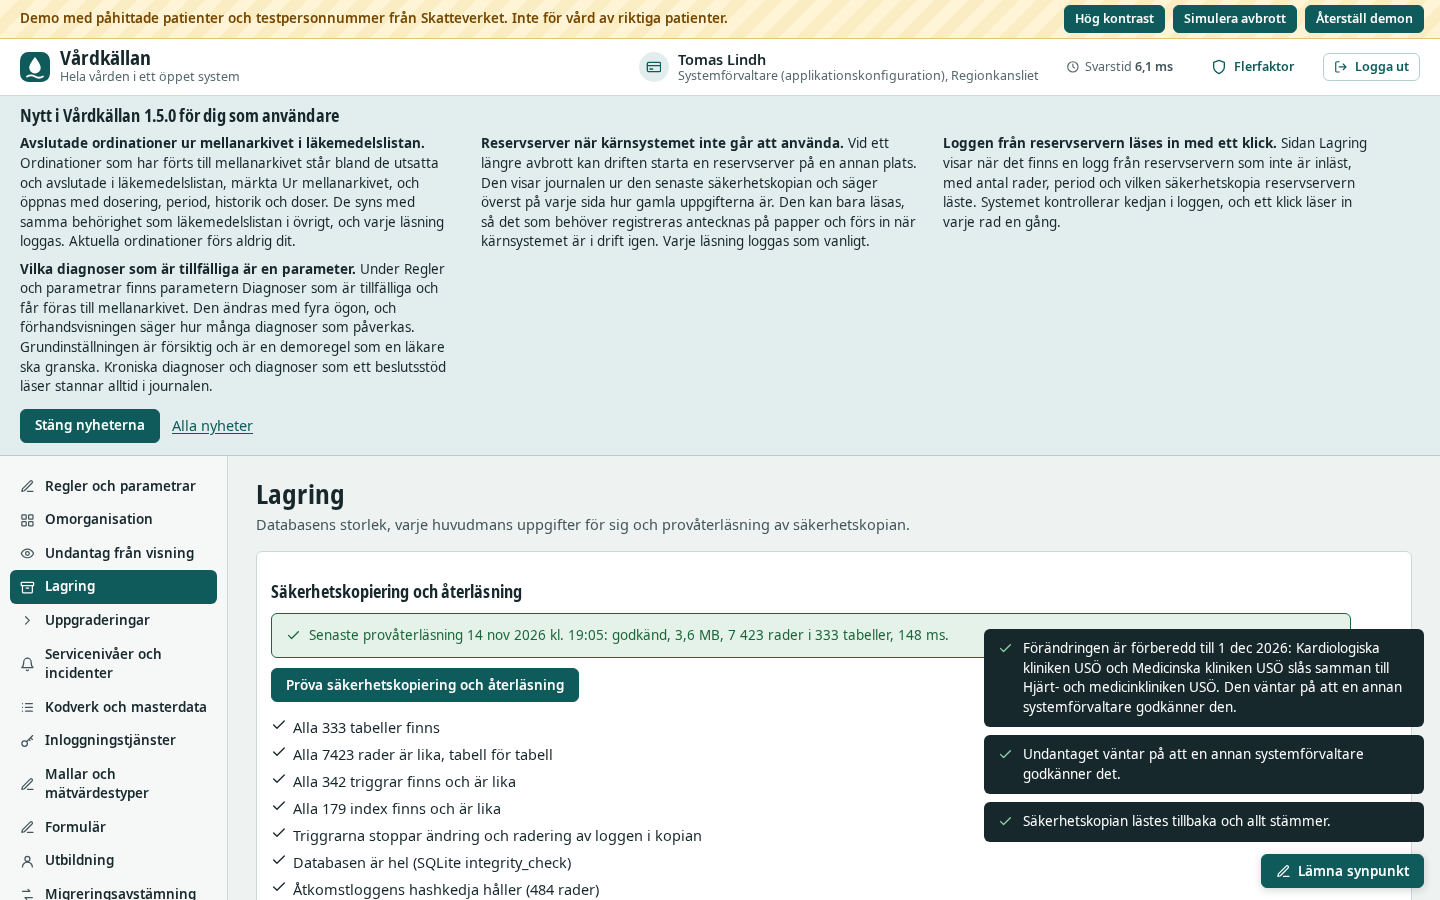 Demo med påhittade patienter och testpersonnummer från Skatteverket. Inte för vård av riktiga patienter.
Hög kontrast
Simulera avbrott
Återställ demon
Vårdkällan
Hela vården i ett öppet system
Tomas Lindh
Systemförvaltare (applikationskonfiguration), Regionkansliet
Svarstid 6,1 ms
Flerfaktor
Logga ut
Nytt i Vårdkällan 1.5.0 för dig som användare
Avslutade ordinationer ur mellanarkivet i läkemedelslistan.
Ordinationer som har förts till mellanarkivet står bland de utsatta
och avslutade i läkemedelslistan, märkta Ur mellanarkivet, och
öppnas med dosering, period, historik och doser. De syns med
samma behörighet som läkemedelslistan i övrigt, och varje läsning
loggas. Aktuella ordinationer förs aldrig dit.
Reservserver när kärnsystemet inte går att använda. Vid ett
längre avbrott kan driften starta en reservserver på en annan plats.
Den visar journalen ur den senaste säkerhetskopian och säger
överst på varje sida hur gamla uppgifterna är. Den kan bara läsas,
så det som behöver registreras antecknas på papper och förs in när
kärnsystemet är i drift igen. Varje läsning loggas som vanligt.
Loggen från reservservern läses in med ett klick. Sidan Lagring
visar när det finns en logg från reservservern som inte är inläst,
med antal rader, period och vilken säkerhetskopia reservservern
läste. Systemet kontrollerar kedjan i loggen, och ett klick läser in
varje rad en gång.
Vilka diagnoser som är tillfälliga är en parameter. Under Regler
och parametrar finns parametern Diagnoser som är tillfälliga och
får föras till mellanarkivet. Den ändras med fyra ögon, och
förhandsvisningen säger hur många diagnoser som påverkas.
Grundinställningen är försiktig och är en demoregel som en läkare
ska granska. Kroniska diagnoser och diagnoser som ett beslutsstöd
läser stannar alltid i journalen.
Stäng nyheterna
Alla nyheter
Regler och parametrar
Omorganisation
Undantag från visning
Lagring
Uppgraderingar
Servicenivåer och
incidenter
Kodverk och masterdata
Inloggningstjänster
Mallar och
mätvärdestyper
Formulär
Utbildning
Migreringsavstämning
Lagring
Databasens storlek, varje huvudmans uppgifter för sig och provåterläsning av säkerhetskopian.
Säkerhetskopiering och återläsning
Senaste provåterläsning 14 nov 2026 kl. 19:05: godkänd, 3,6 MB, 7 423 rader i 333 tabeller, 148 ms.
Pröva säkerhetskopiering och återläsning
Alla 333 tabeller finns
Alla 7423 rader är lika, tabell för tabell
Alla 342 triggrar finns och är lika
Alla 179 index finns och är lika
Triggrarna stoppar ändring och radering av loggen i kopian
Databasen är hel (SQLite integrity_check)
Åtkomstloggens hashkedja håller (484 rader)
Förändringen är förberedd till 1 dec 2026: Kardiologiska
kliniken USÖ och Medicinska kliniken USÖ slås samman till
Hjärt- och medicinkliniken USÖ. Den väntar på att en annan
systemförvaltare godkänner den.
Undantaget väntar på att en annan systemförvaltare
godkänner det.
Säkerhetskopian lästes tillbaka och allt stämmer.
Lämna synpunkt